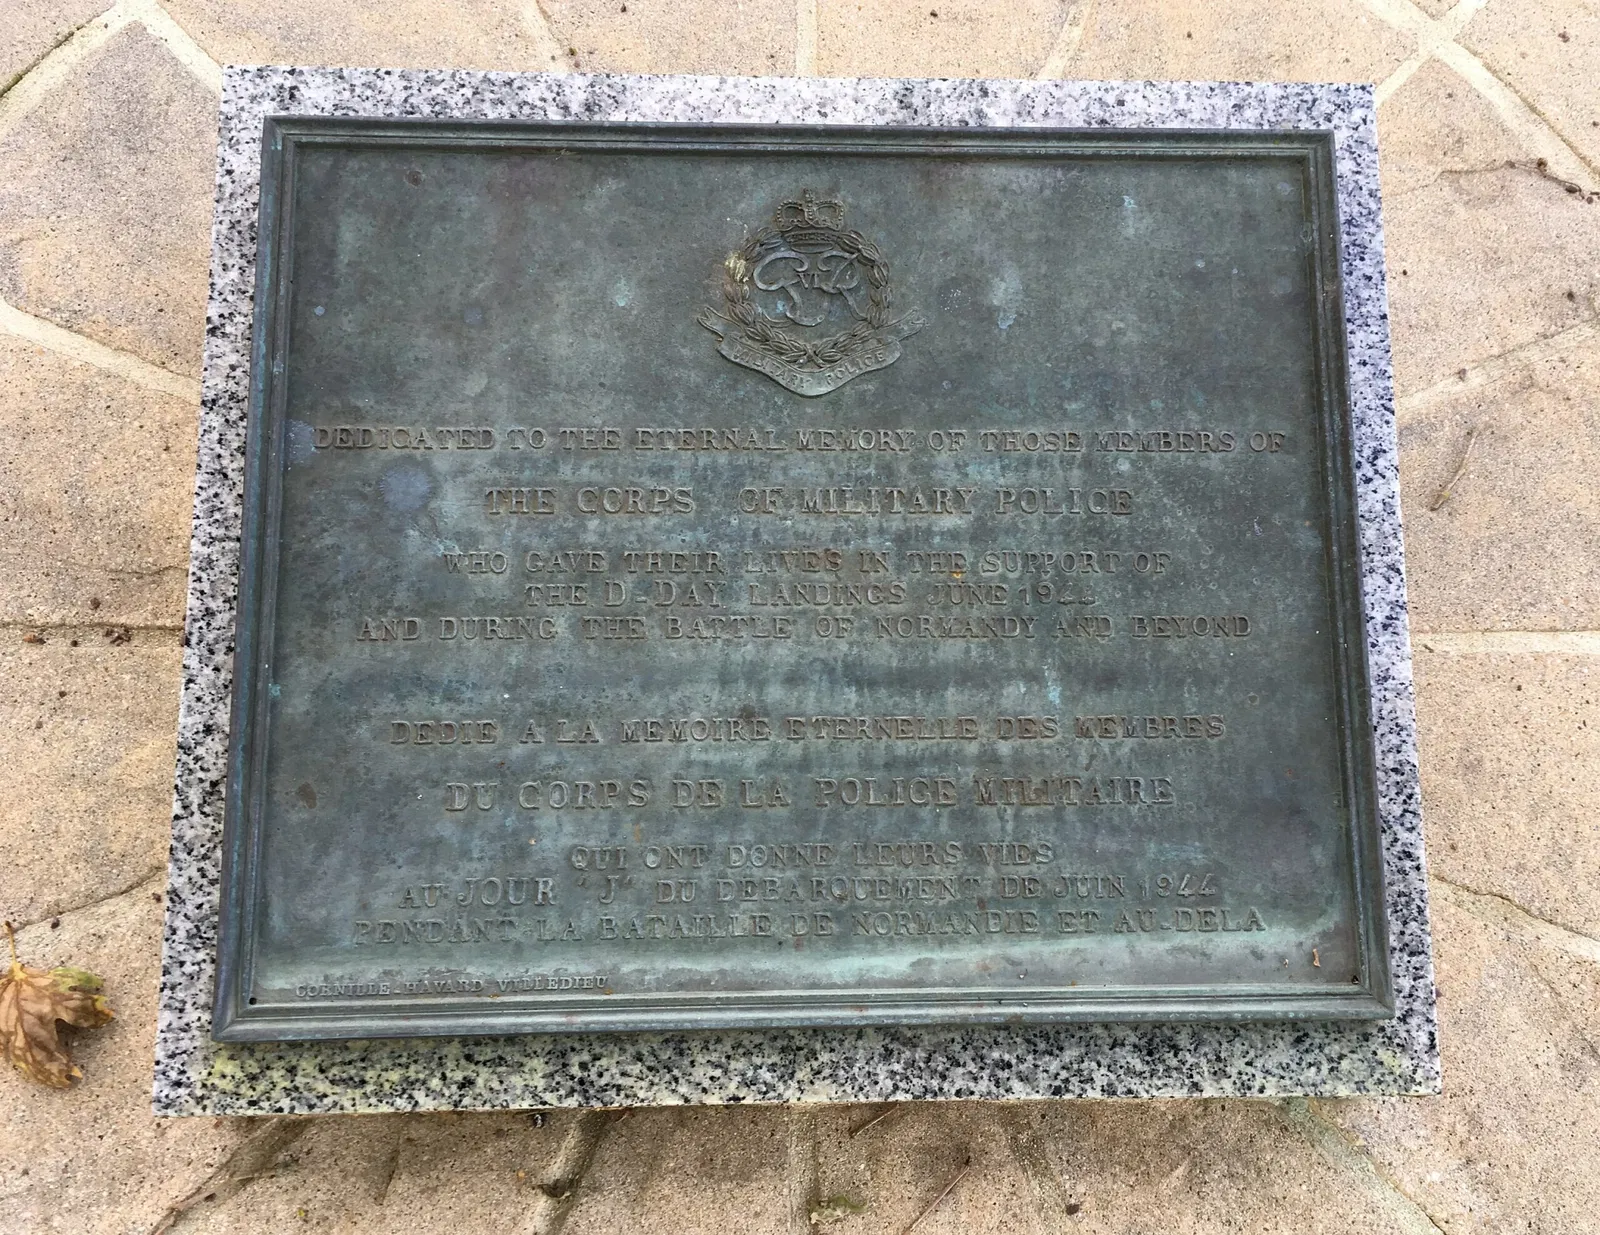 G VI R
MILITARY POLICE
DEDICATED TO THE ETERNAL MEMORY OF THOSE MEMBERS OF
THE CORPS OF MILITARY POLICE
WHO GAVE THEIR LIVES IN THE SUPPORT OF
THE D-DAY LANDINGS JUNE 1944
AND DURING THE BATTLE OF NORMANDY AND BEYOND
DEDIE A LA MEMOIRE ETERNELLE DES MEMBRES
DU CORPS DE LA POLICE MILITAIRE
QUI ONT DONNE LEURS VIES
AU JOUR "J" DU DEBARQUEMENT DE JUIN 1944
PENDANT LA BATAILLE DE NORMANDIE ET AU-DELA
CORNILLE-HAVARD VILLEDIEU